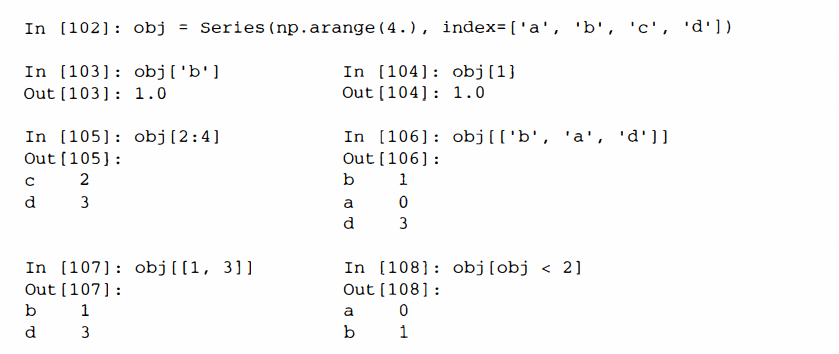 In [102]: obj = Series(np.arange(4.), index=['a', 'b', 'c', 'd'])
In [103]: obj['b']
Out[103]: 1.0
In [104]: obj[1]
Out[104]: 1.0
In [105]: obj[2:4]
Out[105]:
c 2
d 3
In [106]: obj[['b', 'a', 'd']]
Out[106]:
b 1
a 0
d 3
In [107]: obj[[1, 3]]
Out[107]:
b 1
d 3
In [108]: obj[obj < 2]
Out[108]:
a 0
b 1